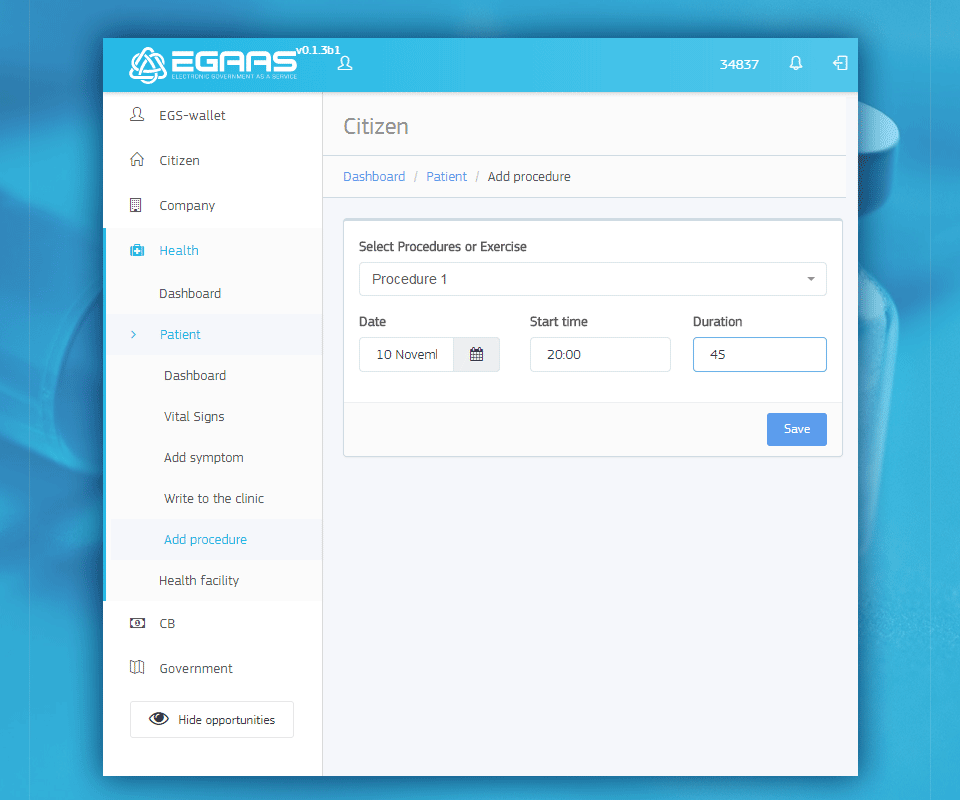 EGAAS v0.1.3b1
ELECTRONIC GOVERNMENT AS A SERVICE
34837
EGS-wallet
Citizen
Company
Health
Dashboard
Patient
Dashboard
Vital Signs
Add symptom
Write to the clinic
Add procedure
Health facility
CB
Government
Hide opportunities
Citizen
Dashboard / Patient / Add procedure
Select Procedures or Exercise
Procedure 1
Date Start time Duration
10 Noveml 20:00 45
Save